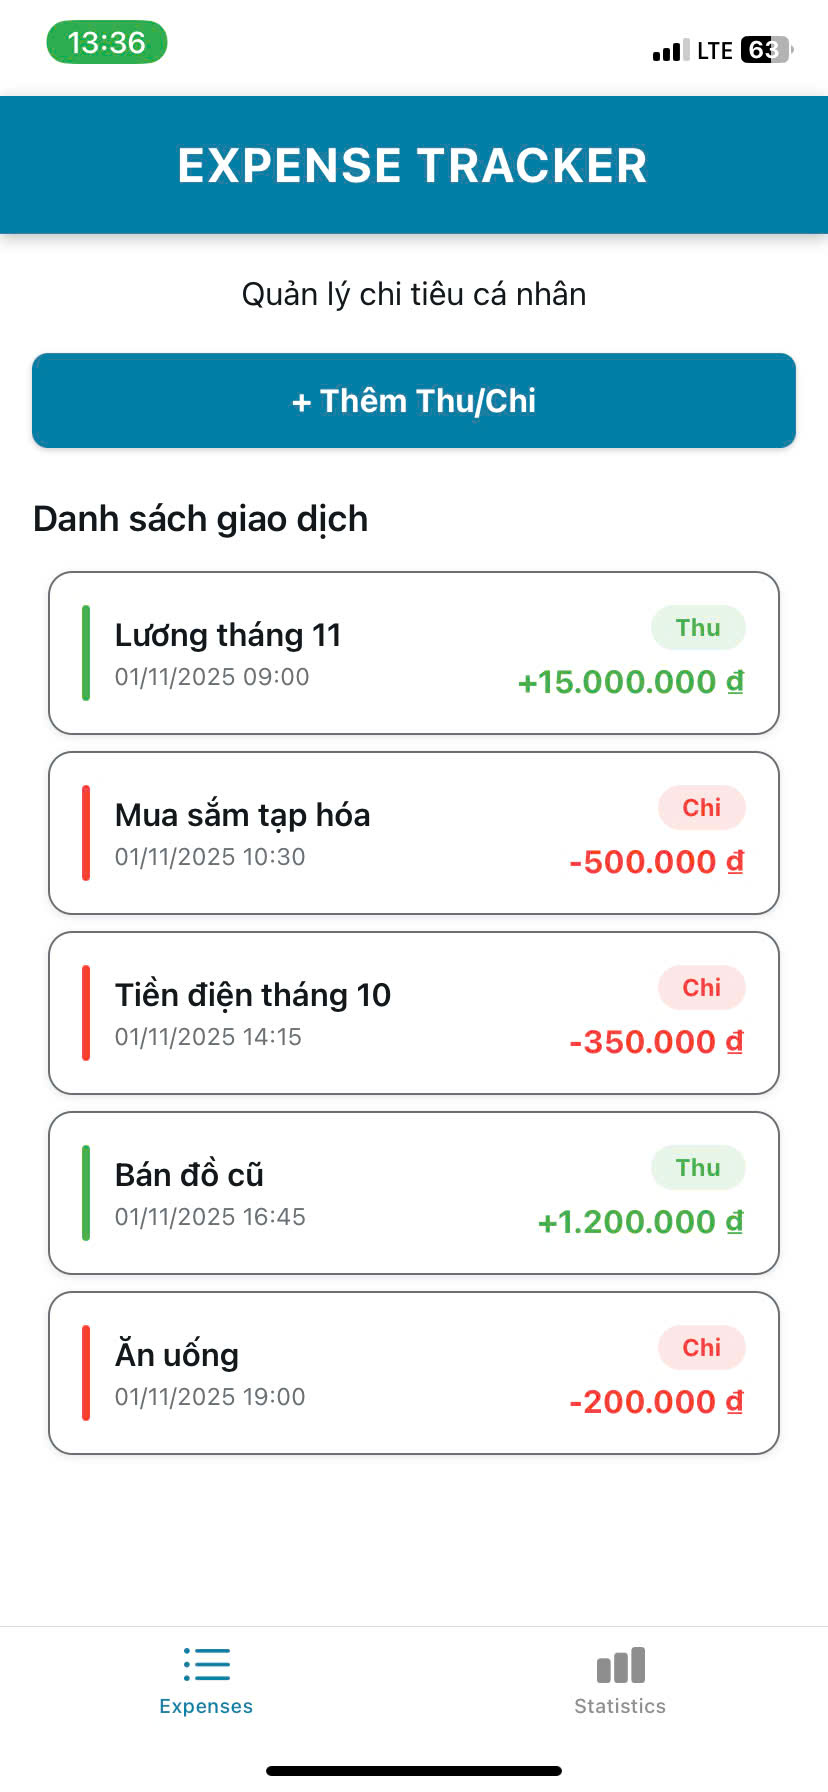 13:36
LTE 63
EXPENSE TRACKER
Quản lý chi tiêu cá nhân
+ Thêm Thu/Chi
Danh sách giao dịch
Lương tháng 11
Thu
01/11/2025 09:00
+15.000.000 ₫
Mua sắm tạp hóa
Chi
01/11/2025 10:30
-500.000 ₫
Tiền điện tháng 10
Chi
01/11/2025 14:15
-350.000 ₫
Bán đồ cũ
Thu
01/11/2025 16:45
+1.200.000 ₫
Ăn uống
Chi
01/11/2025 19:00
-200.000 ₫
Expenses
Statistics